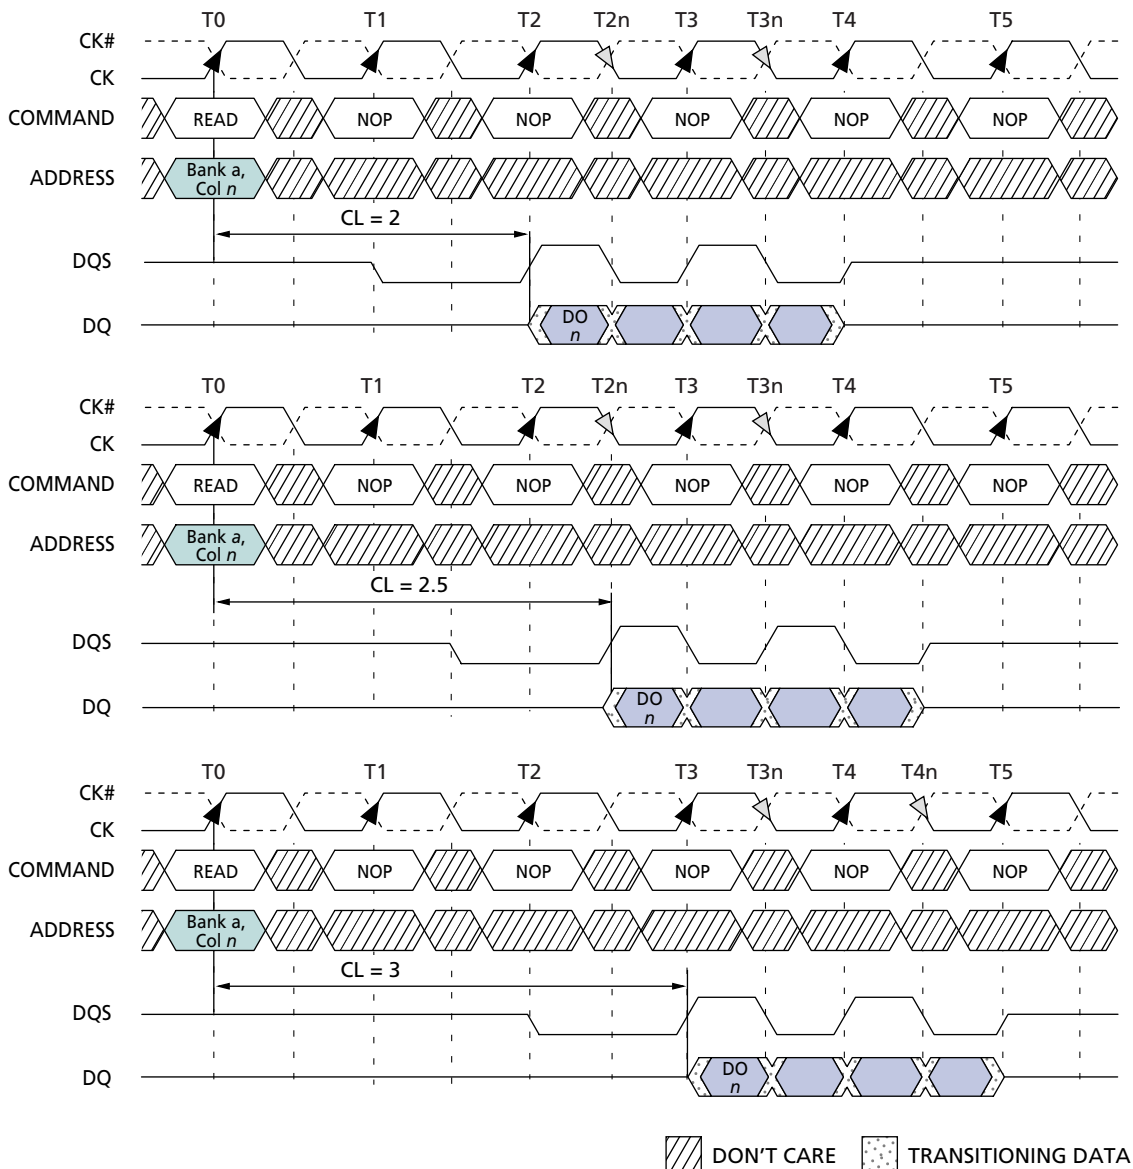 T0 T1 T2 T2n T3 T3n T4 T5
CK#
CK
COMMAND READ NOP NOP NOP NOP NOP
ADDRESS Bank a,
Col n
CL = 2
DQS
DQ DO
n
T0 T1 T2 T2n T3 T3n T4 T5
CK#
CK
COMMAND READ NOP NOP NOP NOP NOP
ADDRESS Bank a,
Col n
CL = 2.5
DQS
DQ DO
n
T0 T1 T2 T3 T3n T4 T4n T5
CK#
CK
COMMAND READ NOP NOP NOP NOP NOP
ADDRESS Bank a,
Col n
CL = 3
DQS
DQ DO
n
DON'T CARE TRANSITIONING DATA